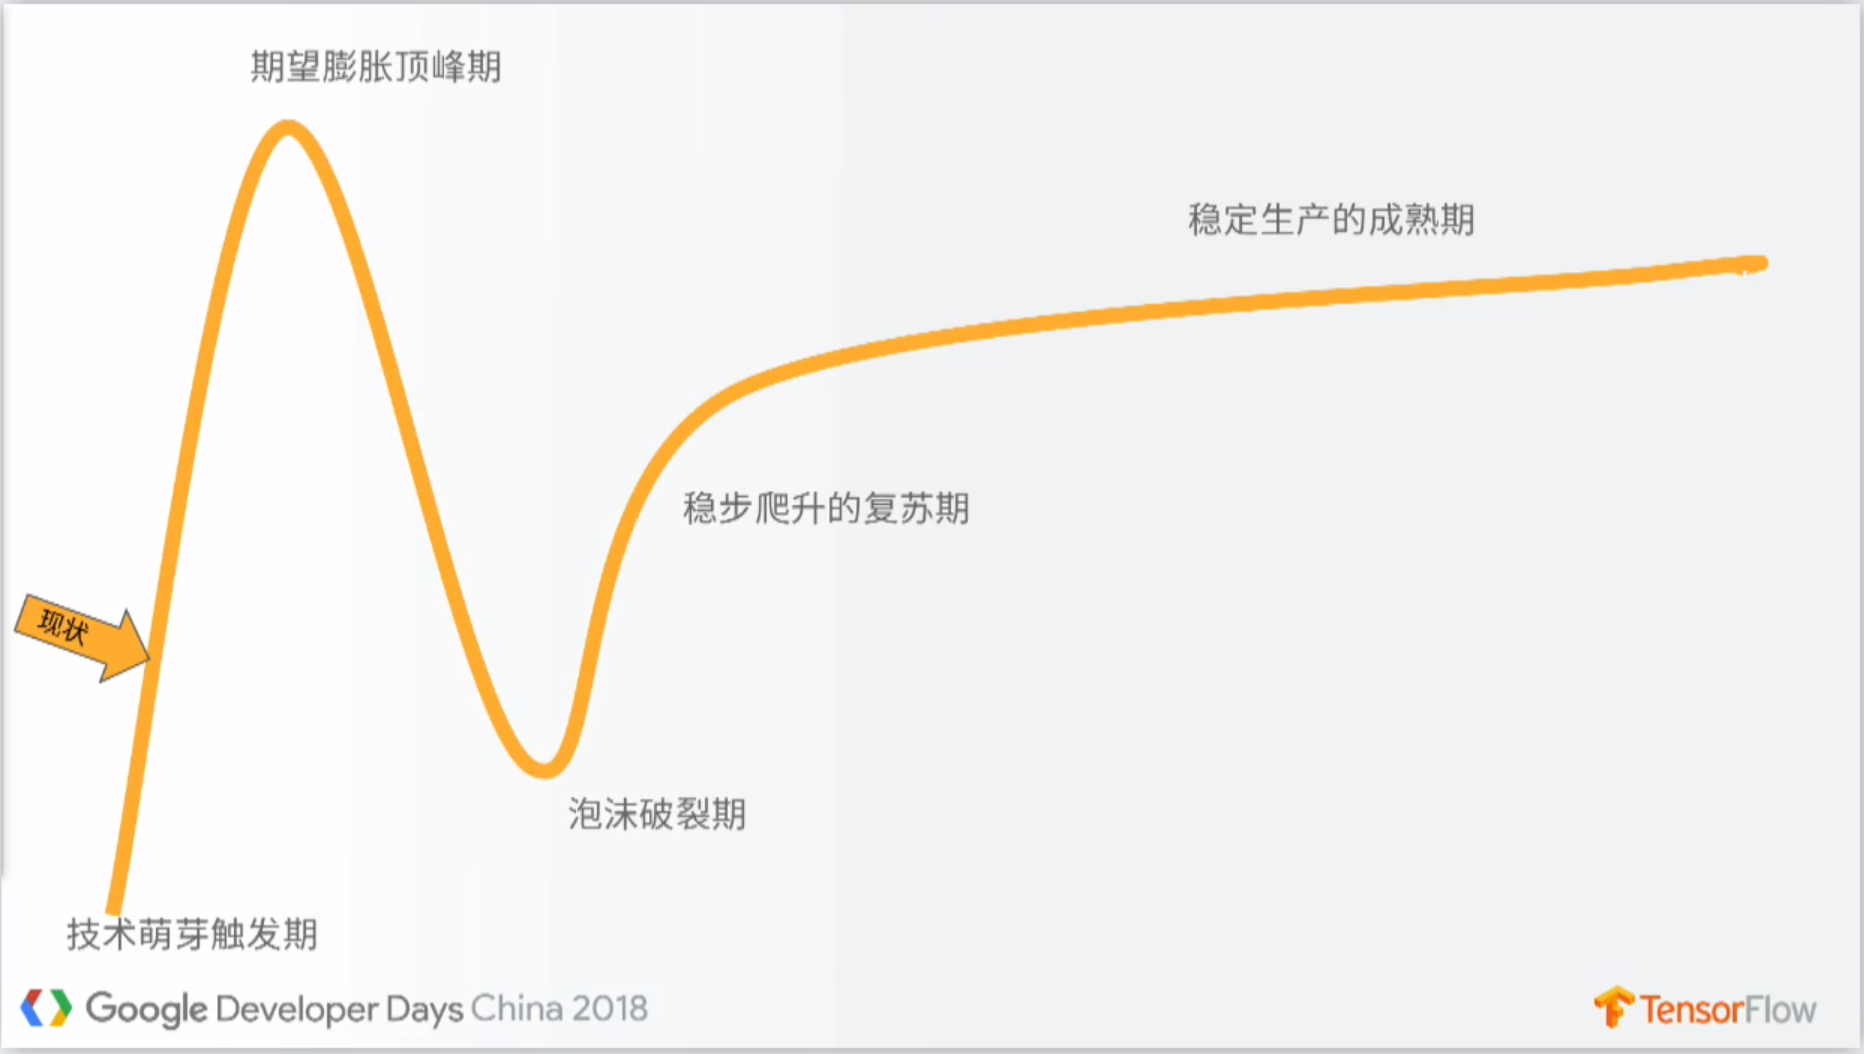 期望膨胀顶峰期
稳定生产的成熟期
稳步爬升的复苏期
现状
泡沫破裂期
技术萌芽触发期
Google Developer Days China 2018
TensorFlow